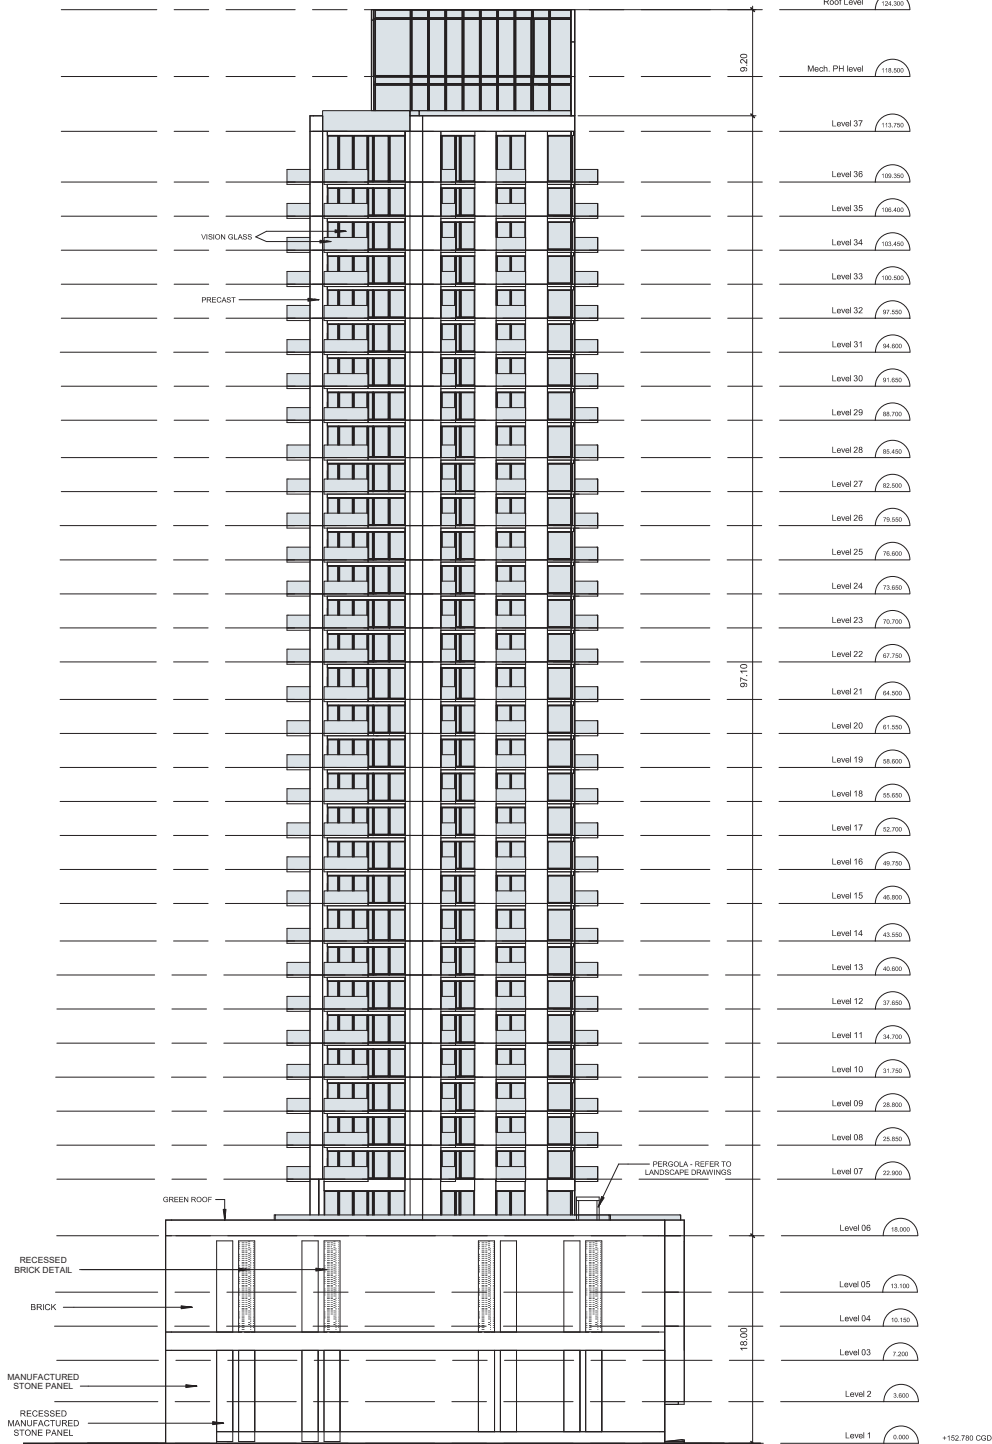 Roof Level 124.300
9.20
Mech. PH level 118.500
Level 37 113.750
Level 36 109.350
Level 35 106.400
VISION GLASS
Level 34 103.450
Level 33 100.500
PRECAST
Level 32 97.550
Level 31 94.600
Level 30 91.650
Level 29 88.700
Level 28 85.450
Level 27 82.500
Level 26 79.550
Level 25 76.600
Level 24 73.650
Level 23 70.700
Level 22 67.750
97.10
Level 21 64.500
Level 20 61.550
Level 19 58.600
Level 18 55.650
Level 17 52.700
Level 16 49.750
Level 15 46.800
Level 14 43.550
Level 13 40.600
Level 12 37.650
Level 11 34.700
Level 10 31.750
Level 09 28.800
Level 08 25.850
PERGOLA - REFER TO
LANDSCAPE DRAWINGS
Level 07 22.900
GREEN ROOF
Level 06 18.000
RECESSED
BRICK DETAIL
Level 05 13.100
BRICK
Level 04 10.150
18.00
Level 03 7.200
MANUFACTURED
STONE PANEL
Level 2 3.600
RECESSED
MANUFACTURED
STONE PANEL
Level 1 0.000 +152.780 CGD